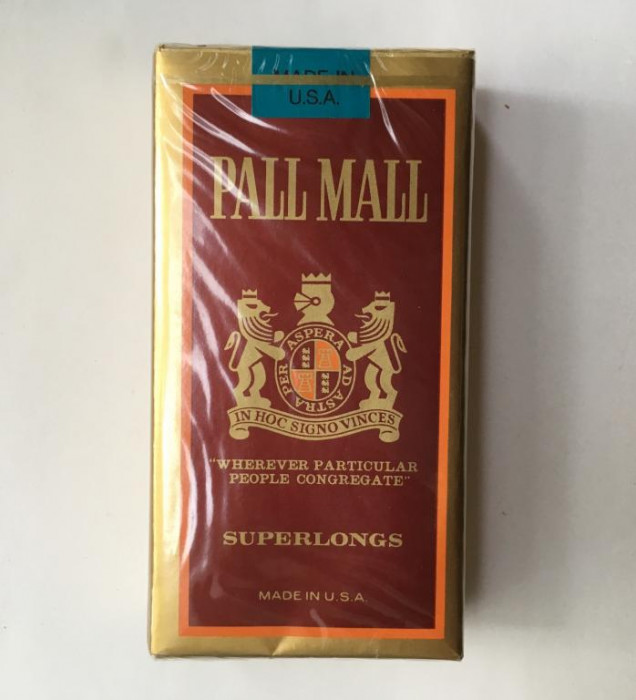 MADE IN
U.S.A.
PALL MALL
PER ASPERA AD ASTRA
IN HOC SIGNO VINCES
"WHEREVER PARTICULAR
PEOPLE CONGREGATE"
SUPERLONGS
MADE IN U.S.A.